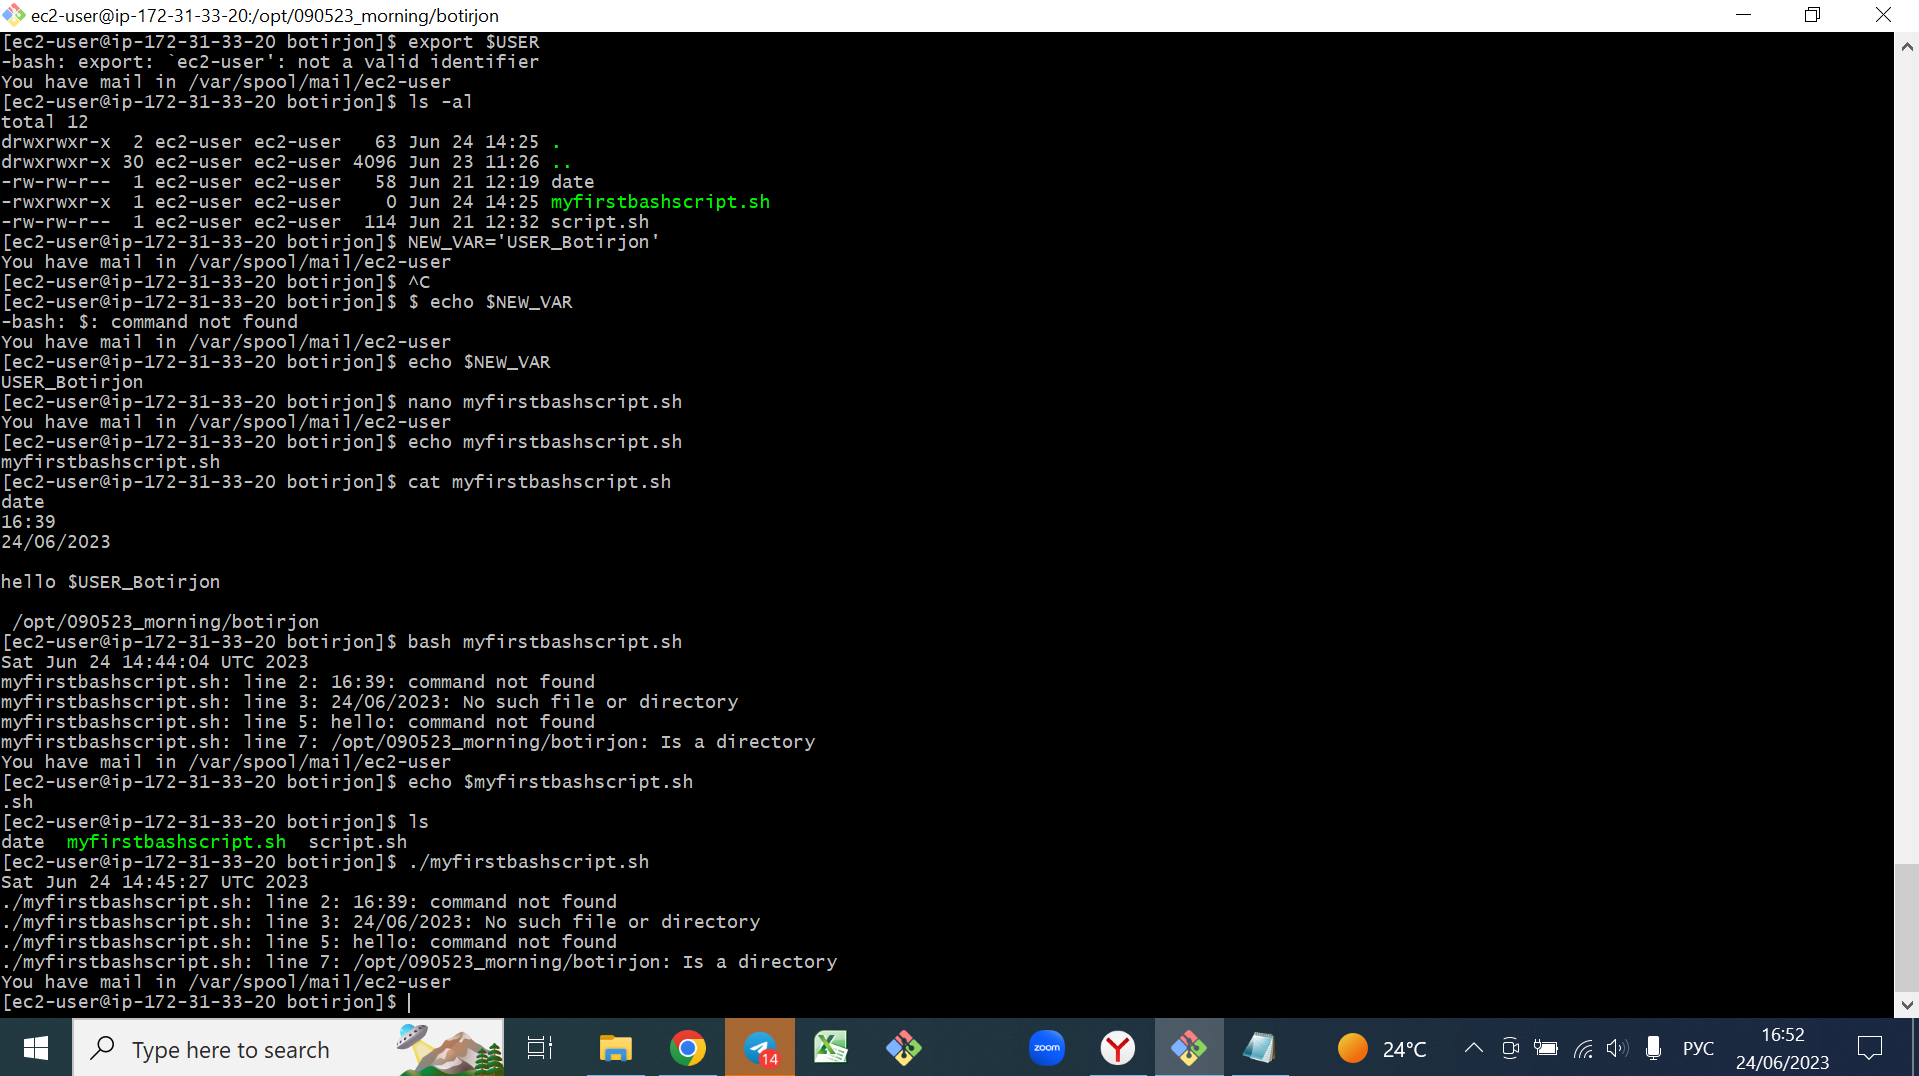 ec2-user@ip-172-31-33-20:/opt/090523_morning/botirjon
[ec2-user@ip-172-31-33-20 botirjon]$ export $USER
-bash: export: `ec2-user': not a valid identifier
You have mail in /var/spool/mail/ec2-user
[ec2-user@ip-172-31-33-20 botirjon]$ ls -al
total 12
drwxrwxr-x  2 ec2-user ec2-user   63 Jun 24 14:25 .
drwxrwxr-x 30 ec2-user ec2-user 4096 Jun 23 11:26 ..
-rw-rw-r--  1 ec2-user ec2-user   58 Jun 21 12:19 date
-rwxrwxr-x  1 ec2-user ec2-user    0 Jun 24 14:25 myfirstbashscript.sh
-rw-rw-r--  1 ec2-user ec2-user  114 Jun 21 12:32 script.sh
[ec2-user@ip-172-31-33-20 botirjon]$ NEW_VAR='USER_Botirjon'
You have mail in /var/spool/mail/ec2-user
[ec2-user@ip-172-31-33-20 botirjon]$ ^C
[ec2-user@ip-172-31-33-20 botirjon]$ $ echo $NEW_VAR
-bash: $: command not found
You have mail in /var/spool/mail/ec2-user
[ec2-user@ip-172-31-33-20 botirjon]$ echo $NEW_VAR
USER_Botirjon
[ec2-user@ip-172-31-33-20 botirjon]$ nano myfirstbashscript.sh
You have mail in /var/spool/mail/ec2-user
[ec2-user@ip-172-31-33-20 botirjon]$ echo myfirstbashscript.sh
myfirstbashscript.sh
[ec2-user@ip-172-31-33-20 botirjon]$ cat myfirstbashscript.sh
date
16:39
24/06/2023
hello $USER_Botirjon
/opt/090523_morning/botirjon
[ec2-user@ip-172-31-33-20 botirjon]$ bash myfirstbashscript.sh
Sat Jun 24 14:44:04 UTC 2023
myfirstbashscript.sh: line 2: 16:39: command not found
myfirstbashscript.sh: line 3: 24/06/2023: No such file or directory
myfirstbashscript.sh: line 5: hello: command not found
myfirstbashscript.sh: line 7: /opt/090523_morning/botirjon: Is a directory
You have mail in /var/spool/mail/ec2-user
[ec2-user@ip-172-31-33-20 botirjon]$ echo $myfirstbashscript.sh
.sh
[ec2-user@ip-172-31-33-20 botirjon]$ ls
date  myfirstbashscript.sh  script.sh
[ec2-user@ip-172-31-33-20 botirjon]$ ./myfirstbashscript.sh
Sat Jun 24 14:45:27 UTC 2023
./myfirstbashscript.sh: line 2: 16:39: command not found
./myfirstbashscript.sh: line 3: 24/06/2023: No such file or directory
./myfirstbashscript.sh: line 5: hello: command not found
./myfirstbashscript.sh: line 7: /opt/090523_morning/botirjon: Is a directory
You have mail in /var/spool/mail/ec2-user
[ec2-user@ip-172-31-33-20 botirjon]$
Type here to search
14
zoom
24°C
РУС
16:52
24/06/2023